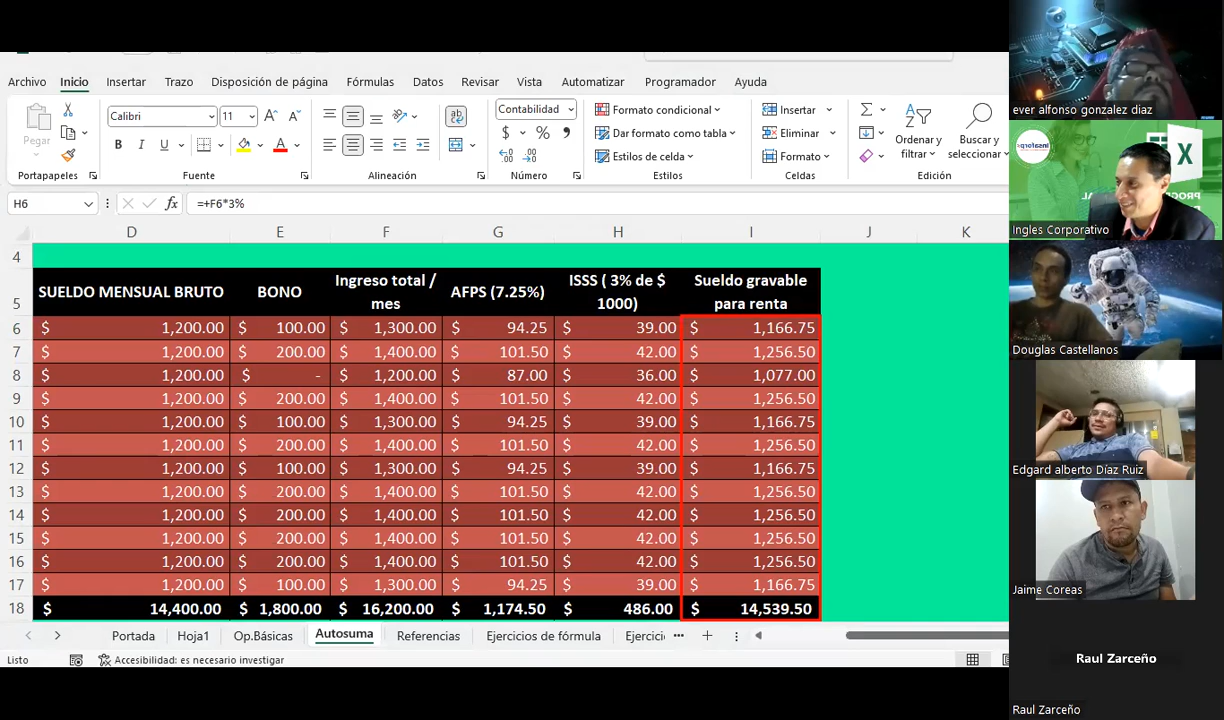 Archivo Inicio Insertar Trazo Disposición de página Fórmulas Datos Revisar Vista Automatizar Programador Ayuda
Pegar
Portapapeles
Calibri 11
N K S
Fuente
Alineación
Contabilidad
$ % 000
Número
Formato condicional
Dar formato como tabla
Estilos de celda
Estilos
Insertar
Eliminar
Formato
Celdas
Ordenar y filtrar
Buscar y seleccionar
Edición
H6 fx =+F6*3%
D E F G H I J K
4
5 SUELDO MENSUAL BRUTO BONO Ingreso total / mes AFPS (7.25%) ISSS ( 3% de $ 1000) Sueldo gravable para renta
6 $ 1,200.00 $ 100.00 $ 1,300.00 $ 94.25 $ 39.00 $ 1,166.75
7 $ 1,200.00 $ 200.00 $ 1,400.00 $ 101.50 $ 42.00 $ 1,256.50
8 $ 1,200.00 $ - $ 1,200.00 $ 87.00 $ 36.00 $ 1,077.00
9 $ 1,200.00 $ 200.00 $ 1,400.00 $ 101.50 $ 42.00 $ 1,256.50
10 $ 1,200.00 $ 100.00 $ 1,300.00 $ 94.25 $ 39.00 $ 1,166.75
11 $ 1,200.00 $ 200.00 $ 1,400.00 $ 101.50 $ 42.00 $ 1,256.50
12 $ 1,200.00 $ 100.00 $ 1,300.00 $ 94.25 $ 39.00 $ 1,166.75
13 $ 1,200.00 $ 200.00 $ 1,400.00 $ 101.50 $ 42.00 $ 1,256.50
14 $ 1,200.00 $ 200.00 $ 1,400.00 $ 101.50 $ 42.00 $ 1,256.50
15 $ 1,200.00 $ 200.00 $ 1,400.00 $ 101.50 $ 42.00 $ 1,256.50
16 $ 1,200.00 $ 200.00 $ 1,400.00 $ 101.50 $ 42.00 $ 1,256.50
17 $ 1,200.00 $ 100.00 $ 1,300.00 $ 94.25 $ 39.00 $ 1,166.75
18 $ 14,400.00 $ 1,800.00 $ 16,200.00 $ 1,174.50 $ 486.00 $ 14,539.50
Portada Hoja1 Op.Básicas Autosuma Referencias Ejercicios de fórmula Ejercici
Listo Accesibilidad: es necesario investigar
ever alfonso gonzalez diaz
Ingles Corporativo
Douglas Castellanos
Edgard alberto Díaz Ruiz
Jaime Coreas
Raul Zarceño
Raul Zarceño